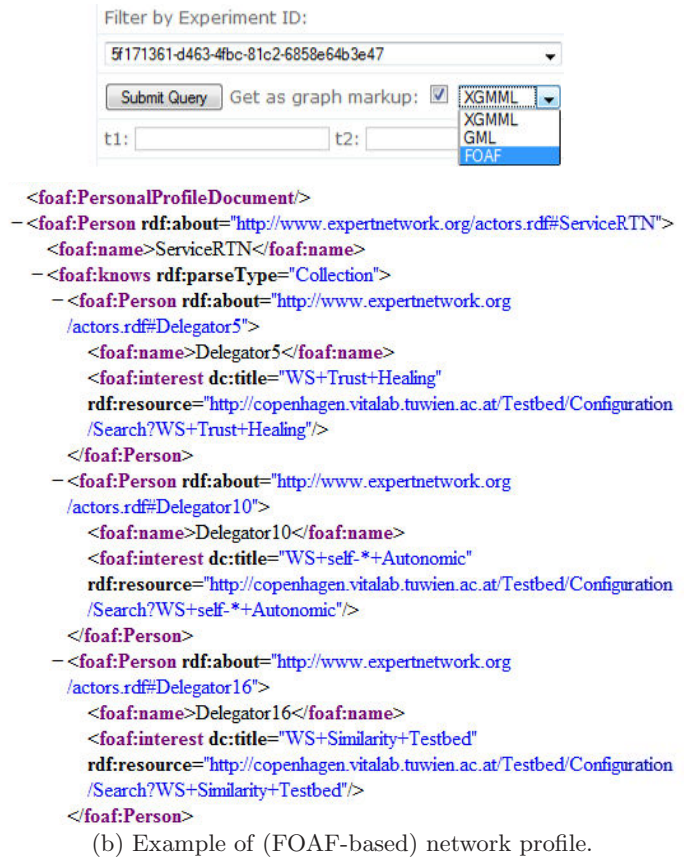 Filter by Experiment ID:
5f171361-d463-4fbc-81c2-6858e64b3e47
Submit Query Get as graph markup: XGMML
XGMML
t1: t2: GML
FOAF
<foaf:PersonalProfileDocument/>
−<foaf:Person rdf:about="http://www.expertnetwork.org/actors.rdf#ServiceRTN">
<foaf:name>ServiceRTN</foaf:name>
−<foaf:knows rdf:parseType="Collection">
−<foaf:Person rdf:about="http://www.expertnetwork.org
/actors.rdf#Delegator5">
<foaf:name>Delegator5</foaf:name>
<foaf:interest dc:title="WS+Trust+Healing"
rdf:resource="http://copenhagen.vitalab.tuwien.ac.at/Testbed/Configuration
/Search?WS+Trust+Healing"/>
</foaf:Person>
−<foaf:Person rdf:about="http://www.expertnetwork.org
/actors.rdf#Delegator10">
<foaf:name>Delegator10</foaf:name>
<foaf:interest dc:title="WS+self-*+Autonomic"
rdf:resource="http://copenhagen.vitalab.tuwien.ac.at/Testbed/Configuration
/Search?WS+self-*+Autonomic"/>
</foaf:Person>
−<foaf:Person rdf:about="http://www.expertnetwork.org
/actors.rdf#Delegator16">
<foaf:name>Delegator16</foaf:name>
<foaf:interest dc:title="WS+Similarity+Testbed"
rdf:resource="http://copenhagen.vitalab.tuwien.ac.at/Testbed/Configuration
/Search?WS+Similarity+Testbed"/>
</foaf:Person>
(b) Example of (FOAF-based) network profile.